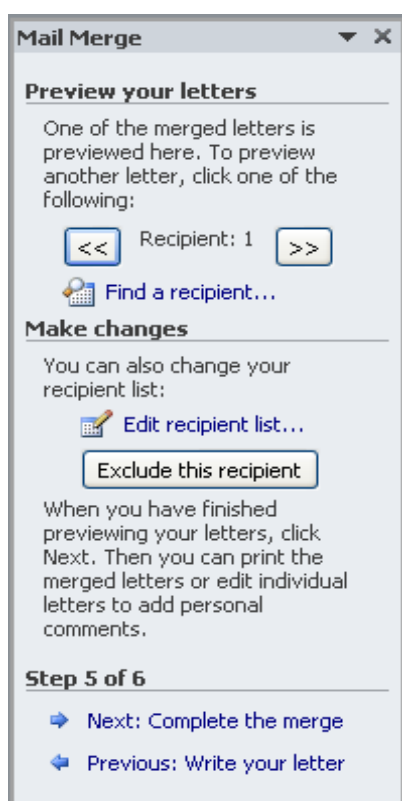 Mail Merge
Preview your letters
One of the merged letters is
previewed here. To preview
another letter, click one of the
following:
<< Recipient: 1 >>
Find a recipient...
Make changes
You can also change your
recipient list:
Edit recipient list...
Exclude this recipient
When you have finished
previewing your letters, click
Next. Then you can print the
merged letters or edit individual
letters to add personal
comments.
Step 5 of 6
Next: Complete the merge
Previous: Write your letter